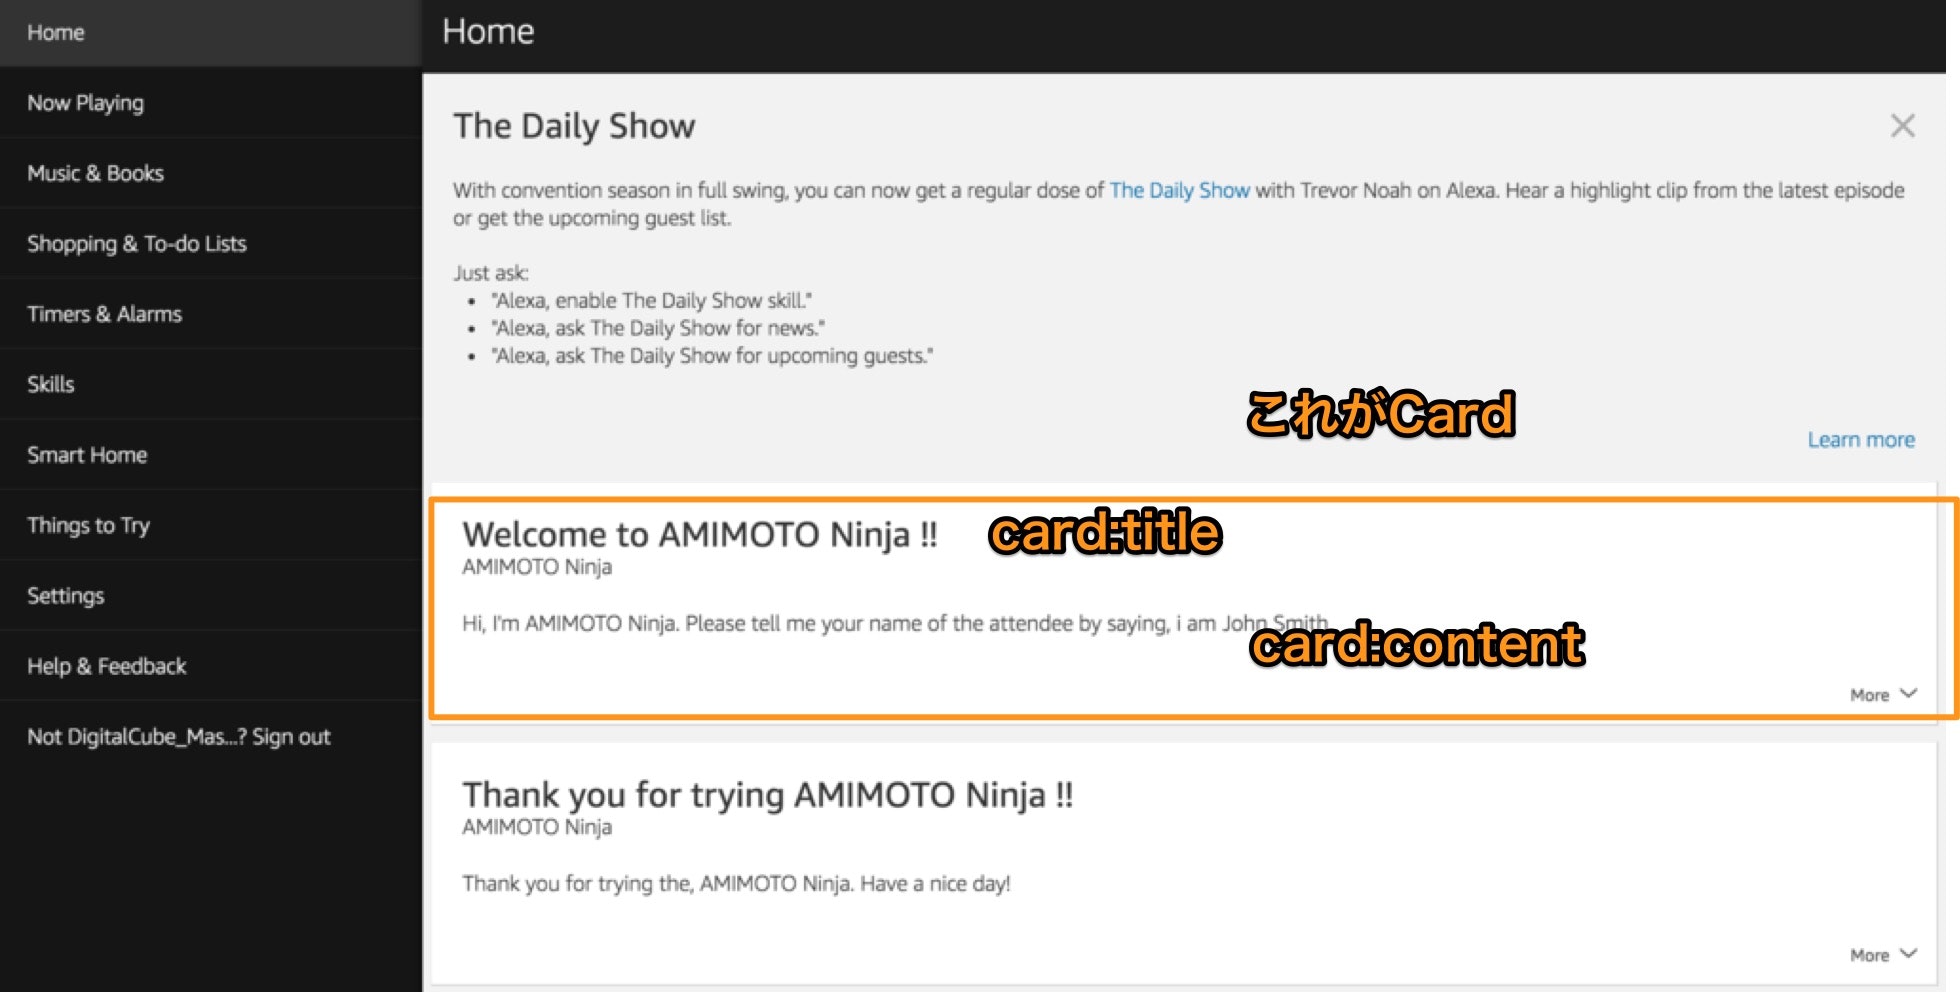 Home
Now Playing
Music & Books
Shopping & To-do Lists
Timers & Alarms
Skills
Smart Home
Things to Try
Settings
Help & Feedback
Not DigitalCube_Mas...? Sign out
Home
The Daily Show
With convention season in full swing, you can now get a regular dose of The Daily Show with Trevor Noah on Alexa. Hear a highlight clip from the latest episode
or get the upcoming guest list.
Just ask:
• "Alexa, enable The Daily Show skill."
• "Alexa, ask The Daily Show for news."
• "Alexa, ask The Daily Show for upcoming guests."
これがCard
Learn more
Welcome to AMIMOTO Ninja !!
card:title
AMIMOTO Ninja
Hi, I'm AMIMOTO Ninja. Please tell me your name of the attendee by saying, i am John Smith
card:content
More
Thank you for trying AMIMOTO Ninja !!
AMIMOTO Ninja
Thank you for trying the, AMIMOTO Ninja. Have a nice day!
More